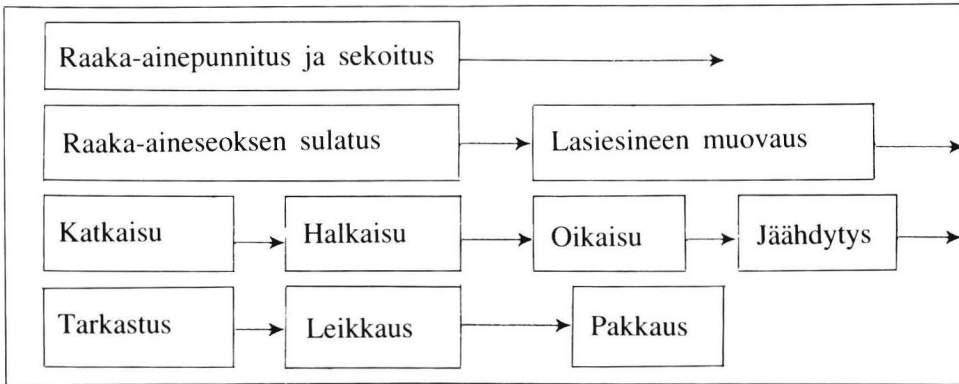 Raaka-ainepunnitus ja sekoitus
Raaka-aineseoksen sulatus
Lasiesineen muovaus
Katkaisu
Halkaisu
Oikaisu
Jäähdytys
Tarkastus
Leikkaus
Pakkaus